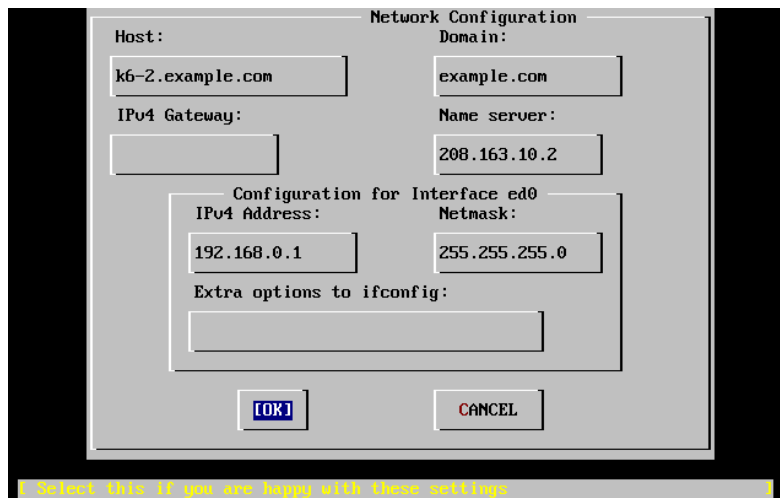 Network Configuration
Host: Domain:
k6-2.example.com example.com
IPv4 Gateway: Name server:
208.163.10.2
Configuration for Interface ed0
IPv4 Address: Netmask:
192.168.0.1 255.255.255.0
Extra options to ifconfig:
[OK] CANCEL
[ Select this if you are happy with these settings ]